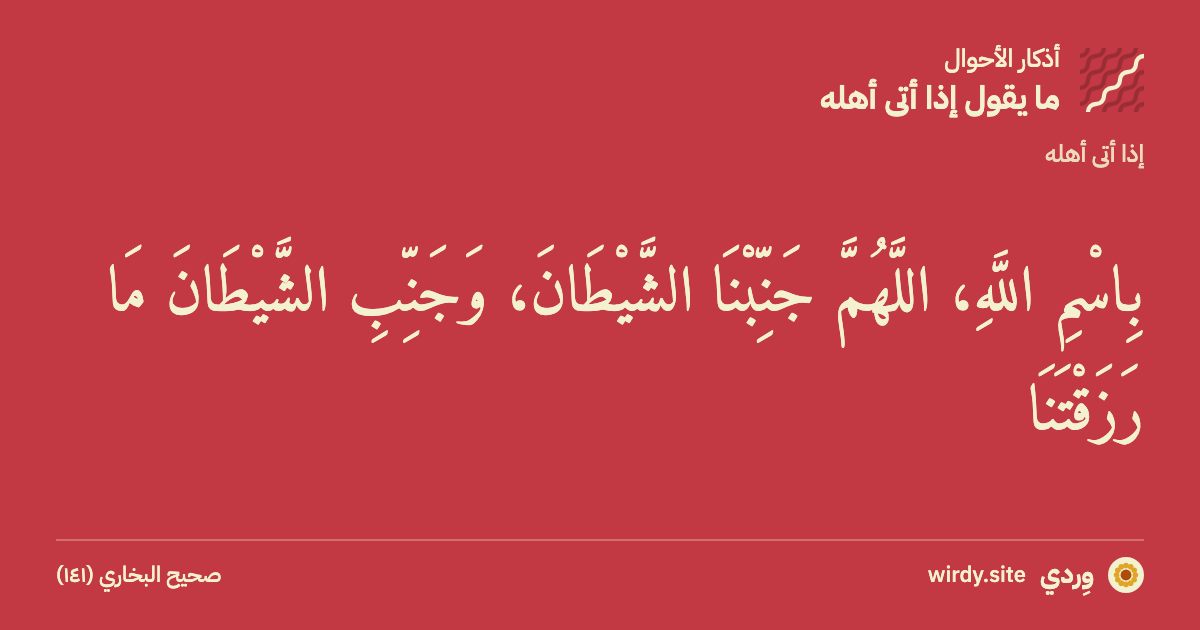 أذكار الأحوال
ما يقول إذا أتى أهله
إذا أتى أهله
بِاسْمِ اللَّهِ، اللَّهُمَّ جَنِّبْنَا الشَّيْطَانَ، وَجَنِّبِ الشَّيْطَانَ مَا
رَزَقْتَنَا
وِردي wirdy.site
صحيح البخاري (١٤١)